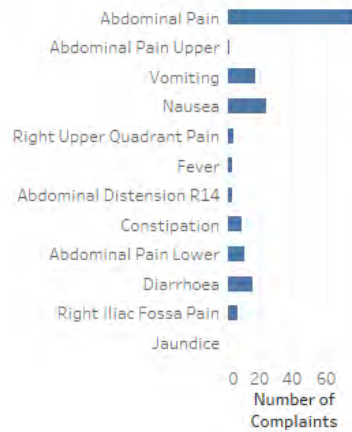 Abdominal Pain
Abdominal Pain Upper
Vomiting
Nausea
Right Upper Quadrant Pain
Fever
Abdominal Distension R14
Constipation
Abdominal Pain Lower
Diarrhoea
Right Iliac Fossa Pain
Jaundice
0 20 40 60
Number of
Complaints